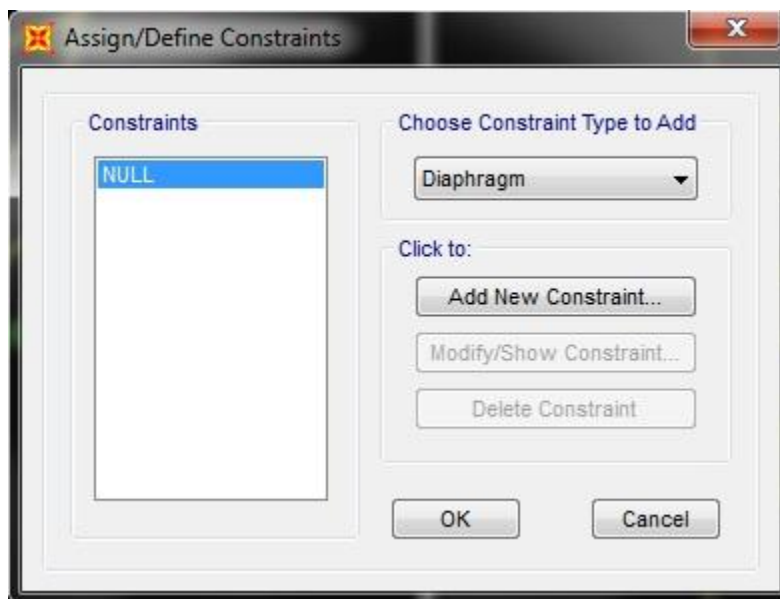 Assign/Define Constraints
x
Constraints
NULL
Choose Constraint Type to Add
Diaphragm
Click to:
Add New Constraint...
Modify/Show Constraint...
Delete Constraint
OK
Cancel